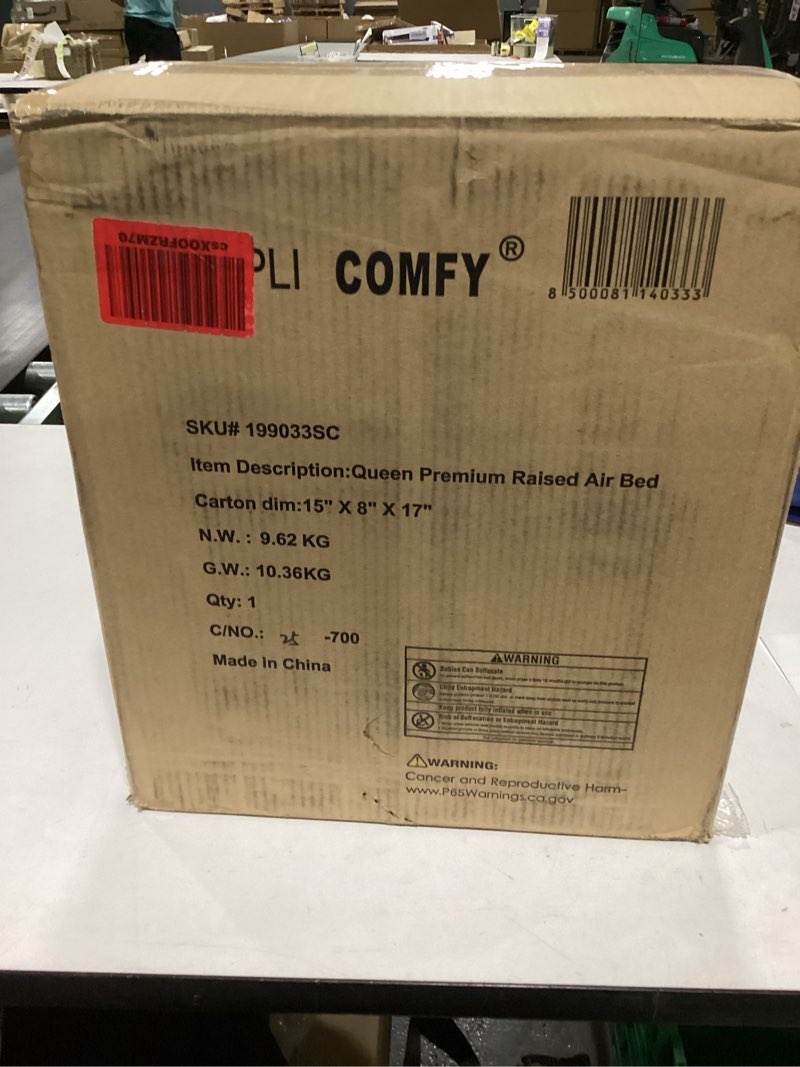 csX00FRZM70
PLI COMFY®
8 500081 140333
SKU# 199033SC
Item Description:Queen Premium Raised Air Bed
Carton dim:15" X 8" X 17"
N.W. : 9.62 KG
G.W.: 10.36KG
Qty: 1
C/NO.: 25 -700
Made in China
WARNING
Babies Can Suffocate
Child Entrapment Hazard
Keep product fully inflated when in use
Risk of Suffocation or Entrapment Hazard
WARNING:
Cancer and Reproductive Harm-
www.P65Warnings.ca.gov